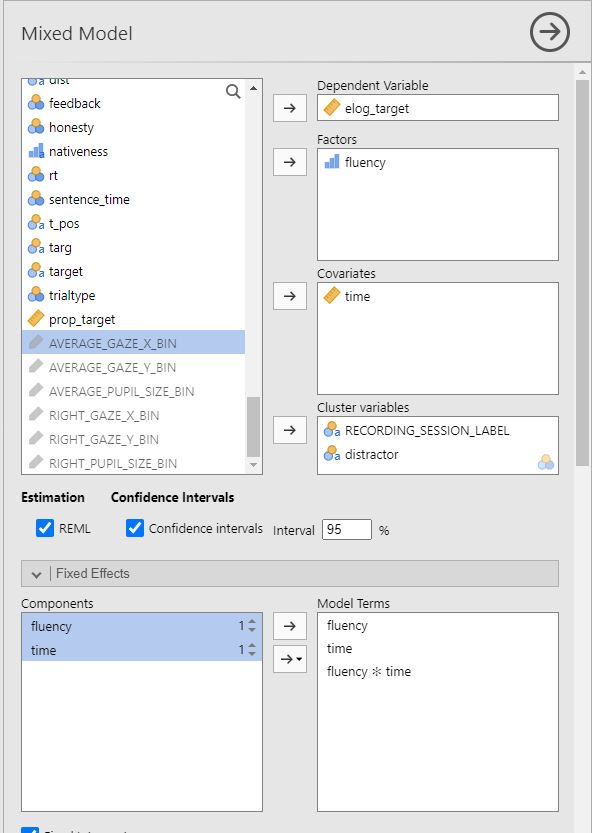 Mixed Model
dist
feedback
honesty
nativeness
rt
sentence_time
t_pos
targ
target
trialtype
prop_target
AVERAGE_GAZE_X_BIN
AVERAGE_GAZE_Y_BIN
AVERAGE_PUPIL_SIZE_BIN
RIGHT_GAZE_X_BIN
RIGHT_GAZE_Y_BIN
RIGHT_PUPIL_SIZE_BIN
Dependent Variable
elog_target
Factors
fluency
Covariates
time
Cluster variables
RECORDING_SESSION_LABEL
distractor
Estimation Confidence Intervals
REML Confidence intervals Interval 95 %
Fixed Effects
Components
fluency 1
time 1
Model Terms
fluency
time
fluency ✻ time